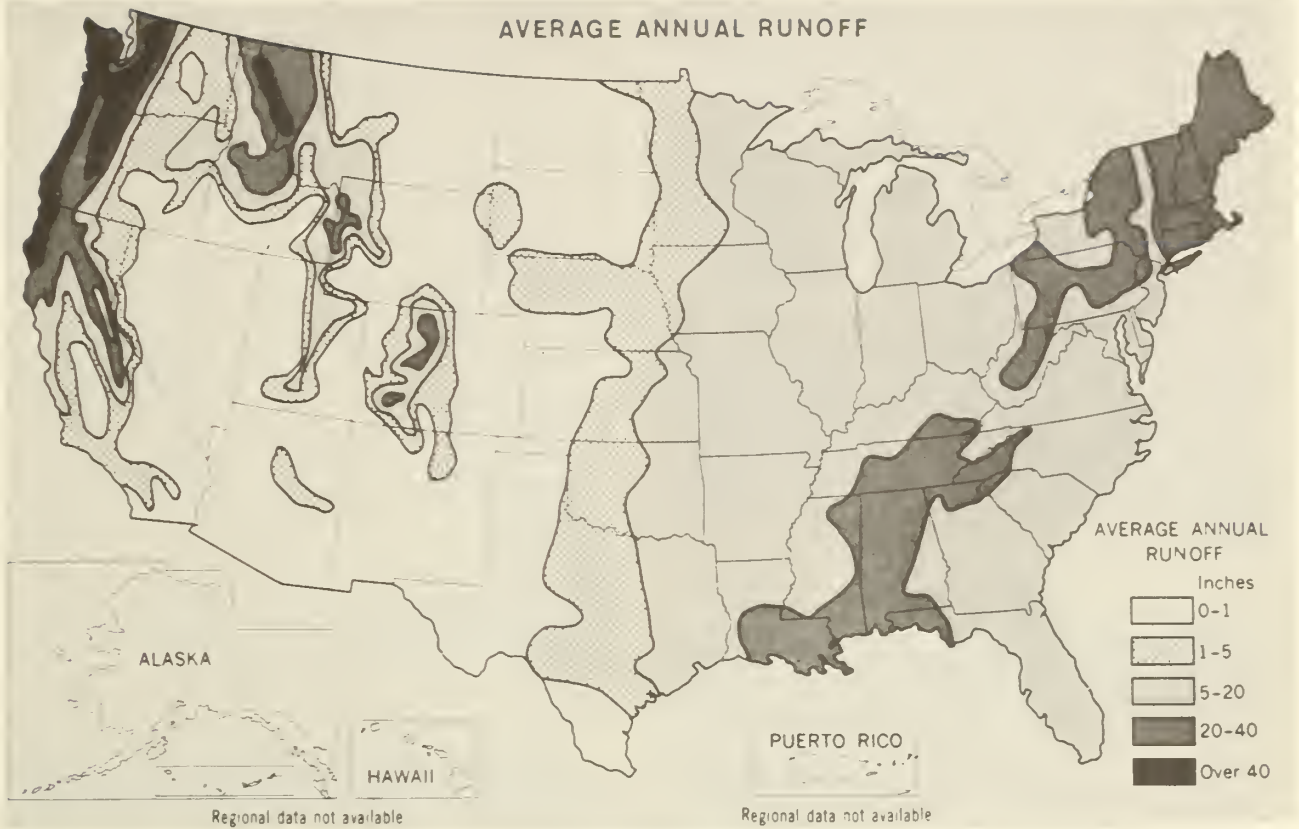 AVERAGE ANNUAL RUNOFF
AVERAGE ANNUAL
RUNOFF
Inches
0-1
1-5
5-20
20-40
Over 40
ALASKA
HAWAII
PUERTO RICO
Regional data not available
Regional data not available